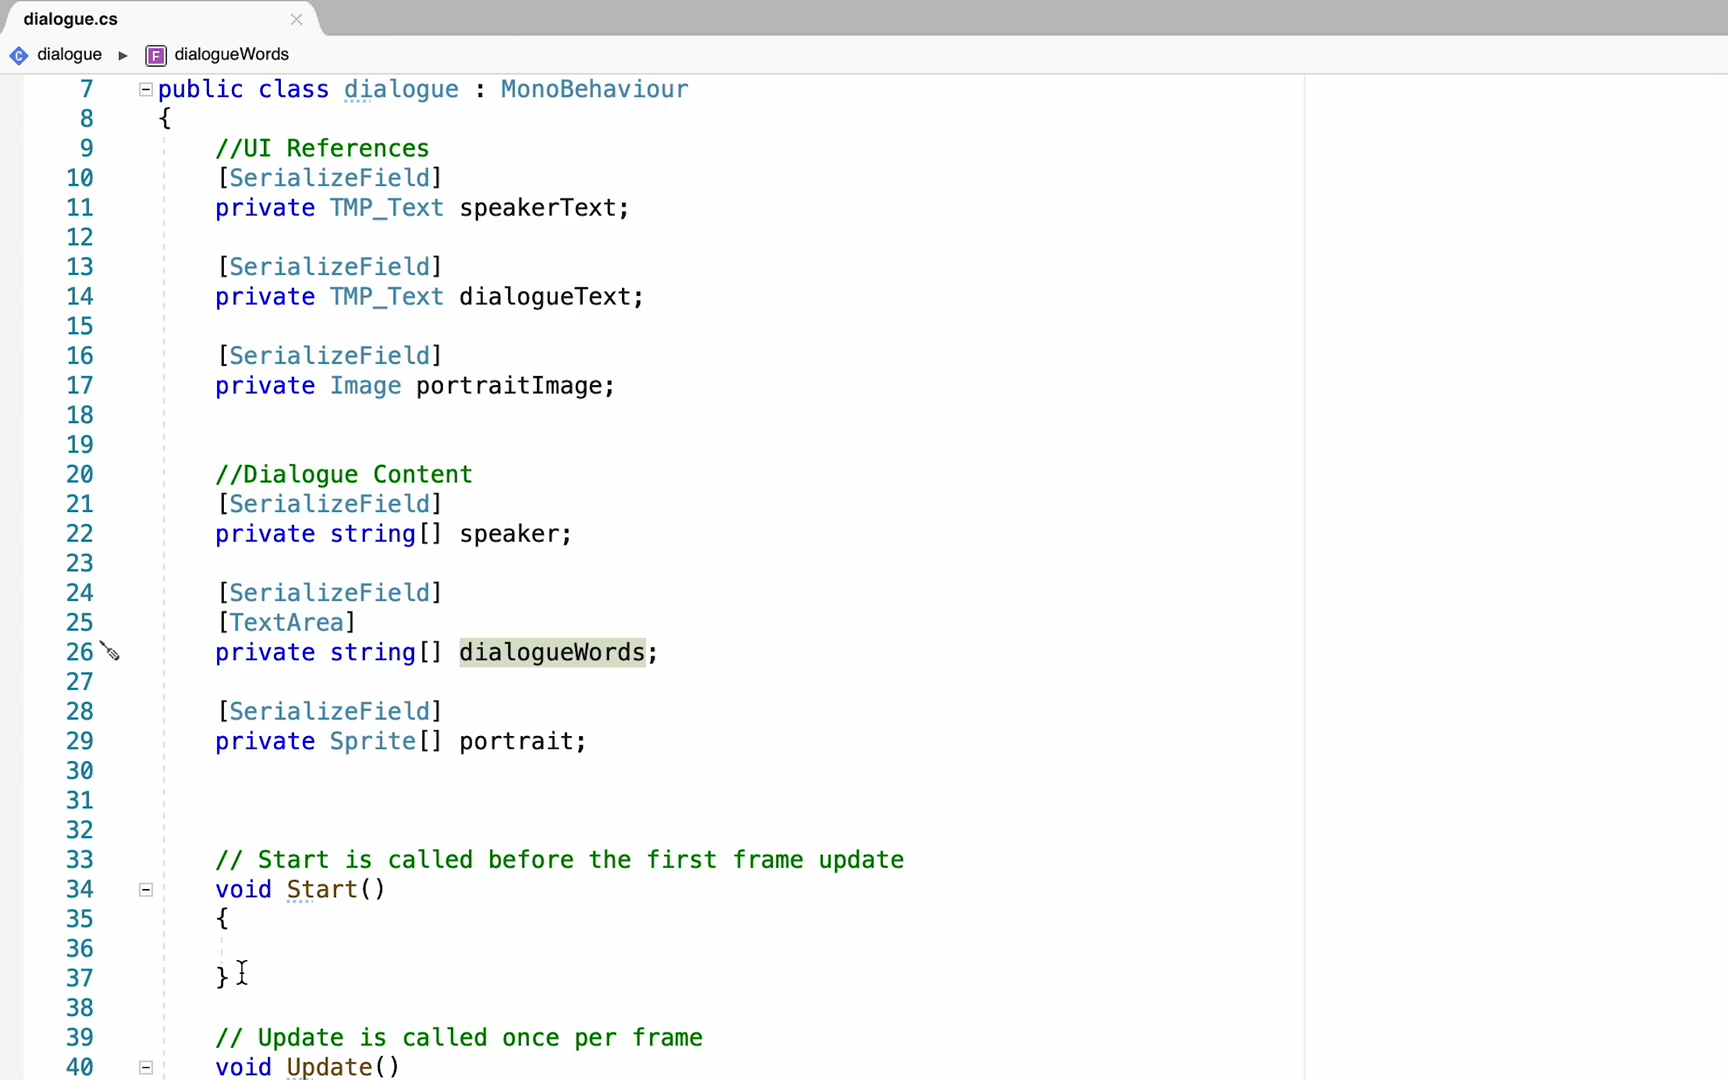 dialogue.cs
dialogue ▶ F dialogueWords
7 public class dialogue : MonoBehaviour
8 {
9 //UI References
10 [SerializeField]
11 private TMP_Text speakerText;
12
13 [SerializeField]
14 private TMP_Text dialogueText;
15
16 [SerializeField]
17 private Image portraitImage;
18
19
20 //Dialogue Content
21 [SerializeField]
22 private string[] speaker;
23
24 [SerializeField]
25 [TextArea]
26 private string[] dialogueWords;
27
28 [SerializeField]
29 private Sprite[] portrait;
30
31
32
33 // Start is called before the first frame update
34 void Start()
35 {
36
37 }
38
39 // Update is called once per frame
40 void Update()